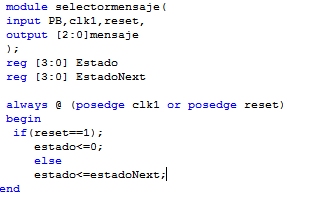 module selectormensaje(
input PB,clk1,reset,
output [2:0]mensaje
);
reg [3:0] Estado
reg [3:0] EstadoNext
always @ (posedge clk1 or posedge reset)
begin
if(reset==1);
estado<=0;
else
estado<=estadoNext;
end